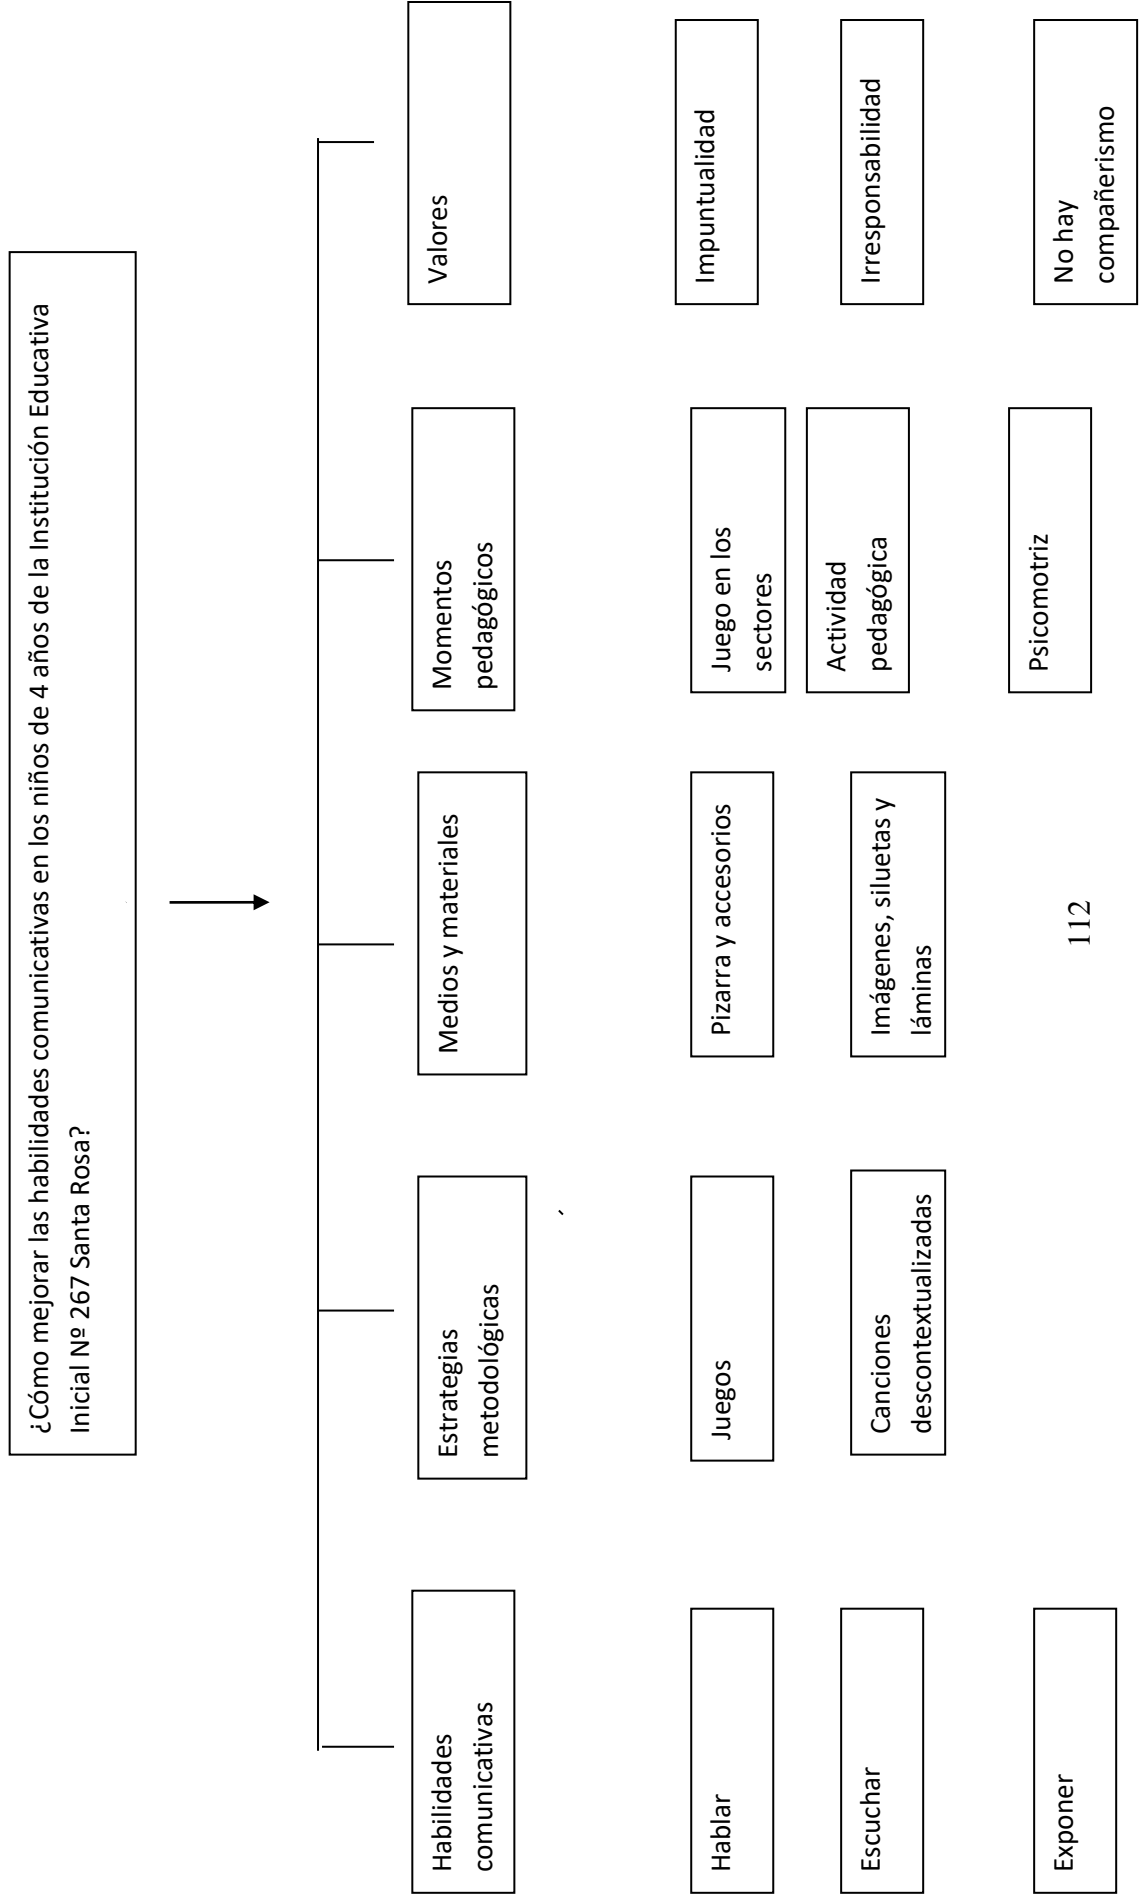 ¿Cómo mejorar las habilidades comunicativas en los niños de 4 años de la Institución Educativa
Inicial Nº 267 Santa Rosa?
Habilidades
comunicativas
Estrategias
metodológicas
Medios y materiales
Momentos
pedagógicos
Valores
Hablar
Juegos
Pizarra y accesorios
Juego en los
sectores
Impuntualidad
Escuchar
Canciones
descontextualizadas
Imágenes, siluetas y
láminas
Actividad
pedagógica
Irresponsabilidad
Exponer
Psicomotriz
No hay
compañerismo
112